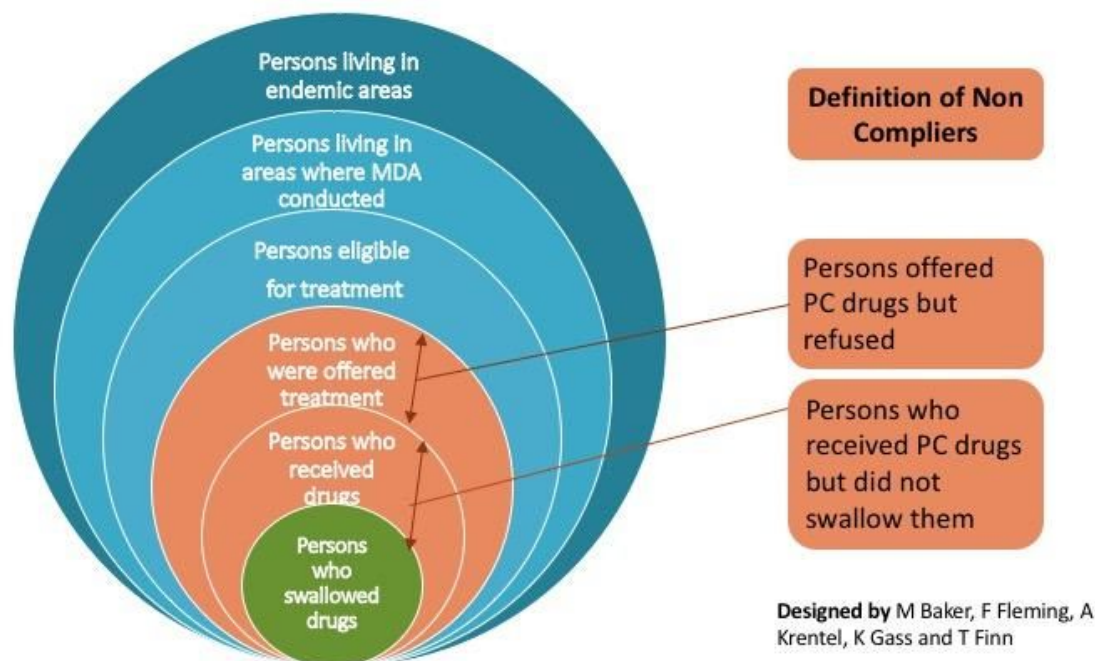 Persons living in
endemic areas
Persons living in
areas where MDA
conducted
Persons eligible
for treatment
Persons who
were offered
treatment
Persons who
received
drugs
Persons
who
swallowed
drugs
Definition of Non
Compliers
Persons offered
PC drugs but
refused
Persons who
received PC drugs
but did not
swallow them
Designed by M Baker, F Fleming, A
Krentel, K Gass and T Finn